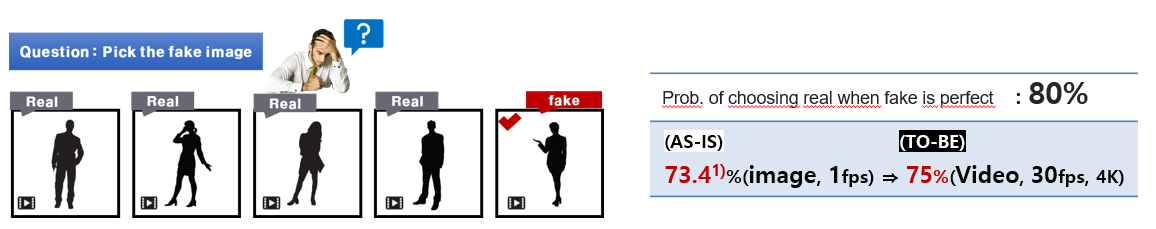 Question : Pick the fake image
?
Real
Real
Real
Real
fake
Prob. of choosing real when fake is perfect : 80%
(AS-IS) (TO-BE)
73.4¹⁾%(image, 1fps) ⇒ 75%(Video, 30fps, 4K)